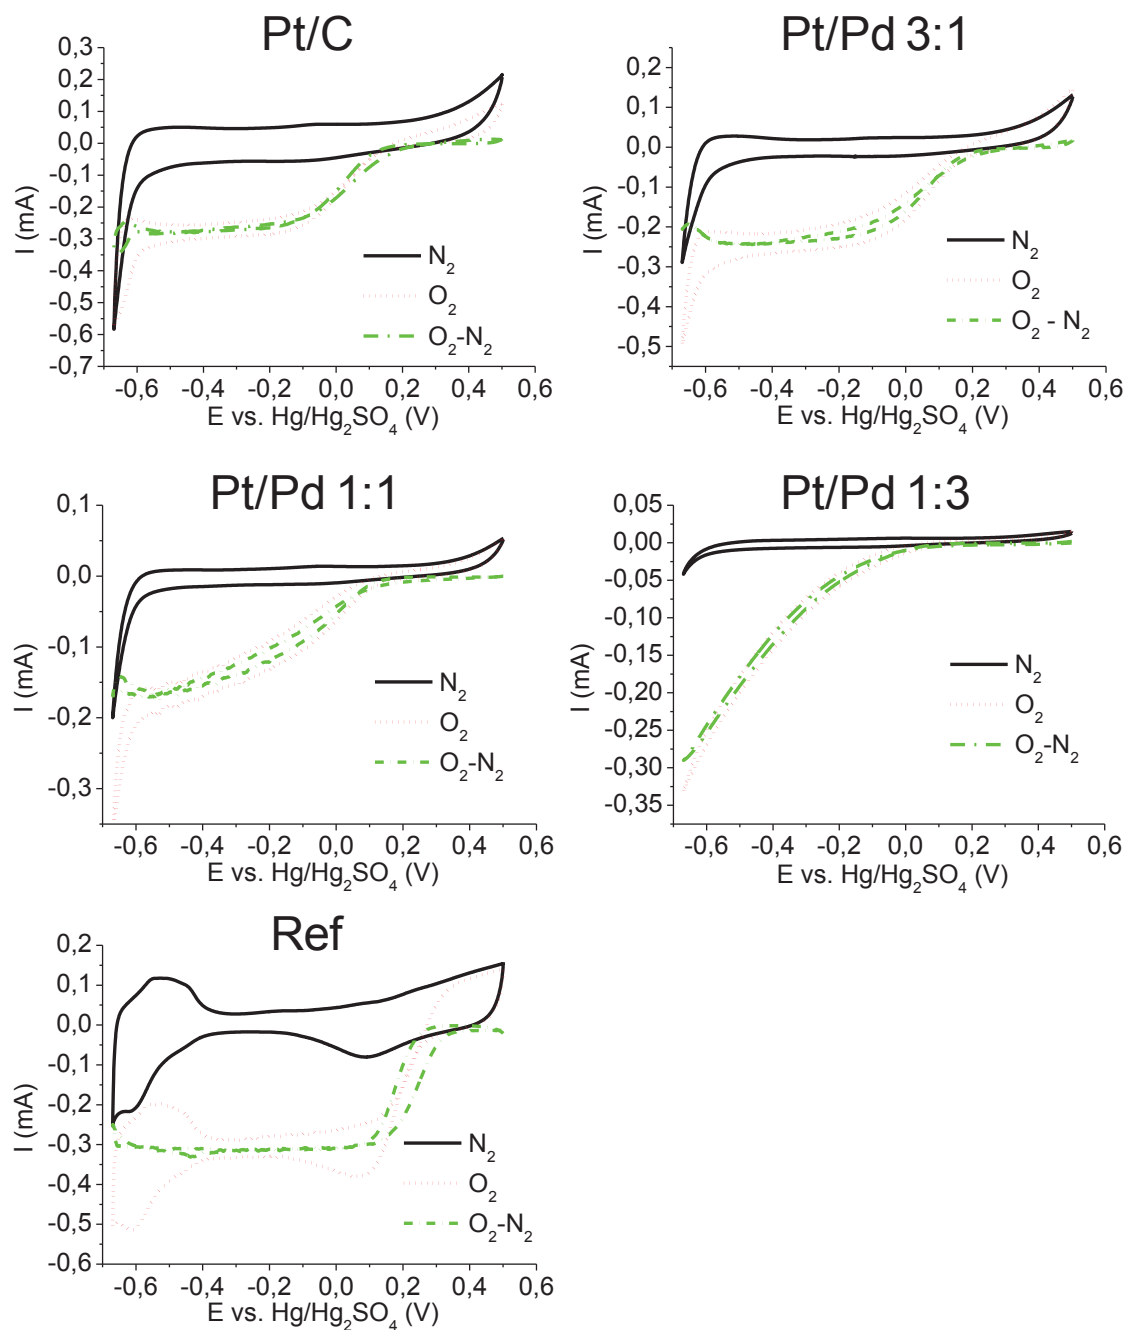 Pt/C
0,3
0,2
0,1
0,0
-0,1
-0,2
-0,3
-0,4
-0,5
-0,6
-0,7
I (mA)
N2
O2
O2-N2
-0,6 -0,4 -0,2 0,0 0,2 0,4 0,6
E vs. Hg/Hg2SO4 (V)
Pt/Pd 3:1
0,2
0,1
0,0
-0,1
-0,2
-0,3
-0,4
-0,5
I (mA)
N2
O2
O2 - N2
-0,6 -0,4 -0,2 0,0 0,2 0,4 0,6
E vs. Hg/Hg2SO4 (V)
Pt/Pd 1:1
0,1
0,0
-0,1
-0,2
-0,3
I (mA)
N2
O2
O2-N2
-0,6 -0,4 -0,2 0,0 0,2 0,4 0,6
E vs. Hg/Hg2SO4 (V)
Pt/Pd 1:3
0,05
0,00
-0,05
-0,10
-0,15
-0,20
-0,25
-0,30
-0,35
I (mA)
N2
O2
O2-N2
-0,6 -0,4 -0,2 0,0 0,2 0,4 0,6
E vs. Hg/Hg2SO4 (V)
Ref
0,2
0,1
0,0
-0,1
-0,2
-0,3
-0,4
-0,5
-0,6
I (mA)
N2
O2
O2-N2
-0,6 -0,4 -0,2 0,0 0,2 0,4 0,6
E vs. Hg/Hg2SO4 (V)